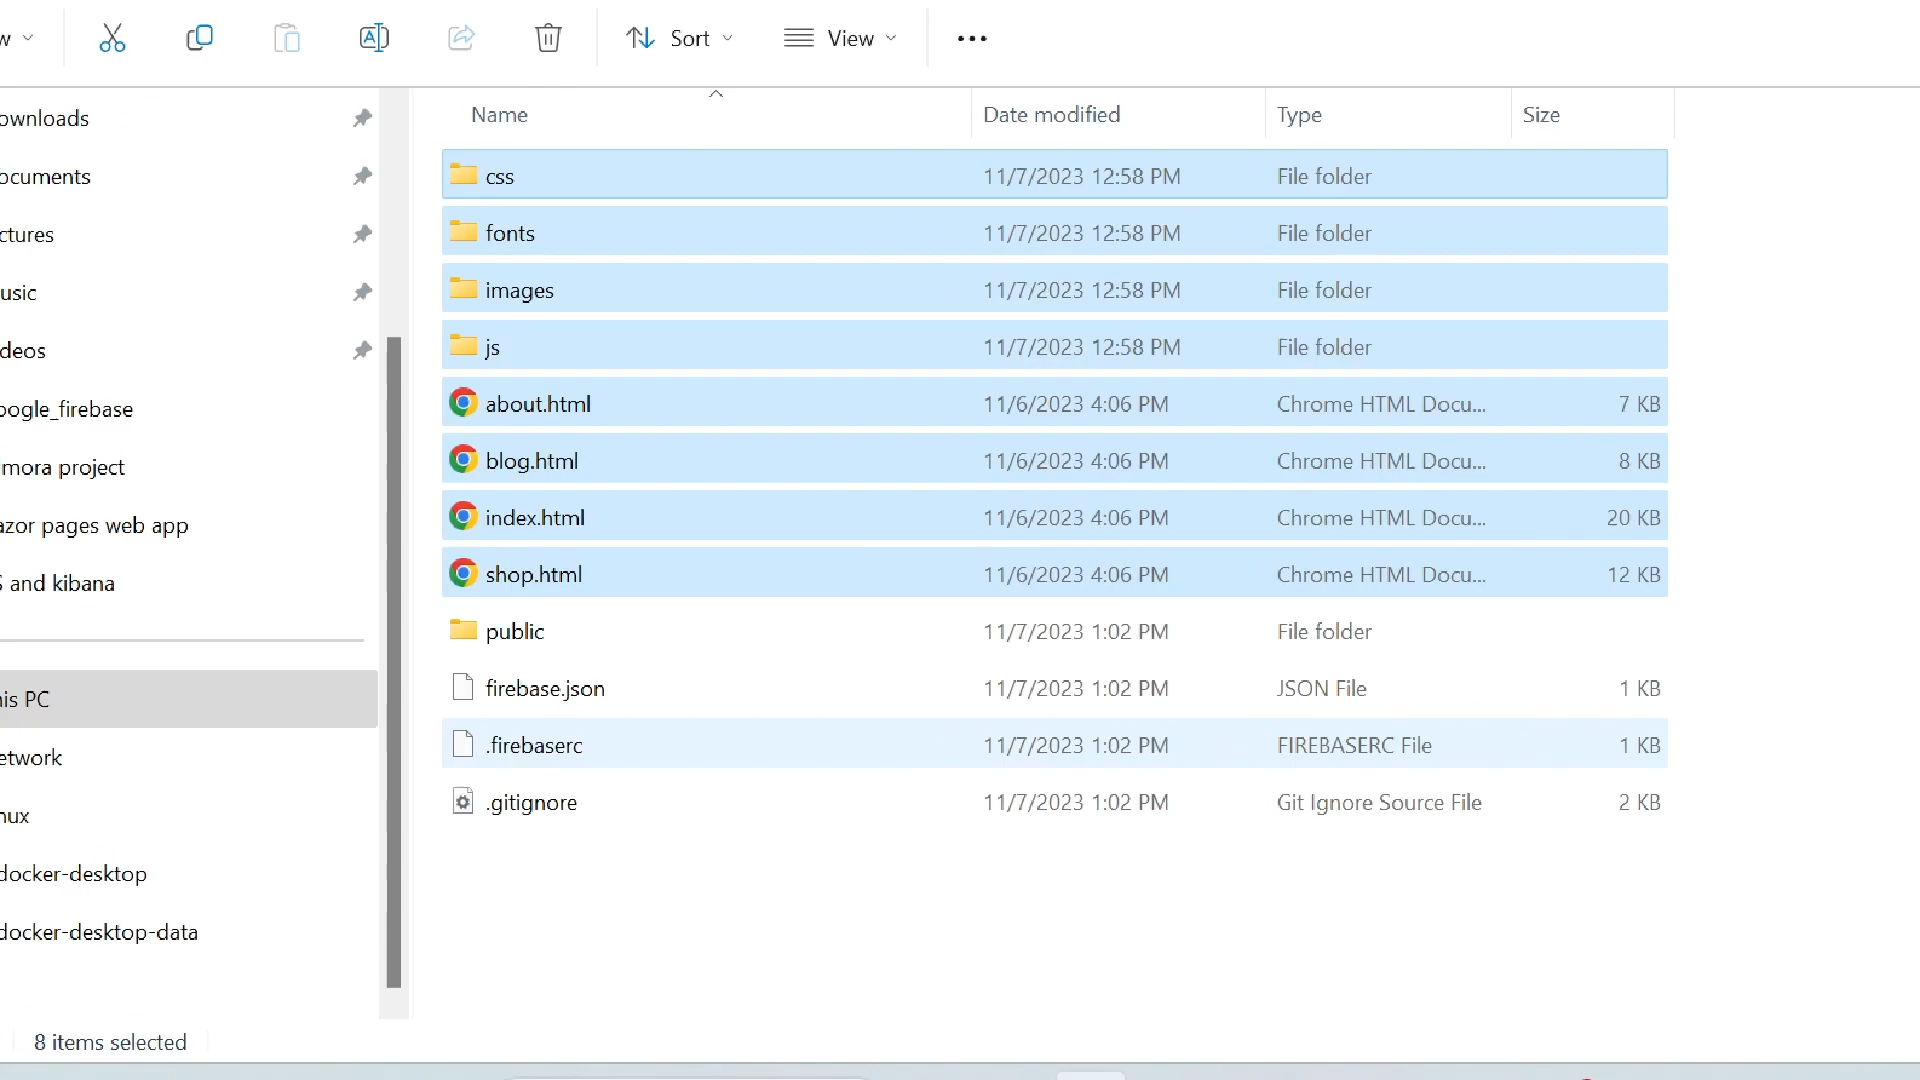 w
Sort
View
ownloads
ocuments
ctures
usic
deos
oogle_firebase
mora project
azor pages web app
S and kibana
his PC
etwork
nux
docker-desktop
docker-desktop-data
Name Date modified Type Size
css 11/7/2023 12:58 PM File folder
fonts 11/7/2023 12:58 PM File folder
images 11/7/2023 12:58 PM File folder
js 11/7/2023 12:58 PM File folder
about.html 11/6/2023 4:06 PM Chrome HTML Docu... 7 KB
blog.html 11/6/2023 4:06 PM Chrome HTML Docu... 8 KB
index.html 11/6/2023 4:06 PM Chrome HTML Docu... 20 KB
shop.html 11/6/2023 4:06 PM Chrome HTML Docu... 12 KB
public 11/7/2023 1:02 PM File folder
firebase.json 11/7/2023 1:02 PM JSON File 1 KB
.firebaserc 11/7/2023 1:02 PM FIREBASERC File 1 KB
.gitignore 11/7/2023 1:02 PM Git Ignore Source File 2 KB
8 items selected